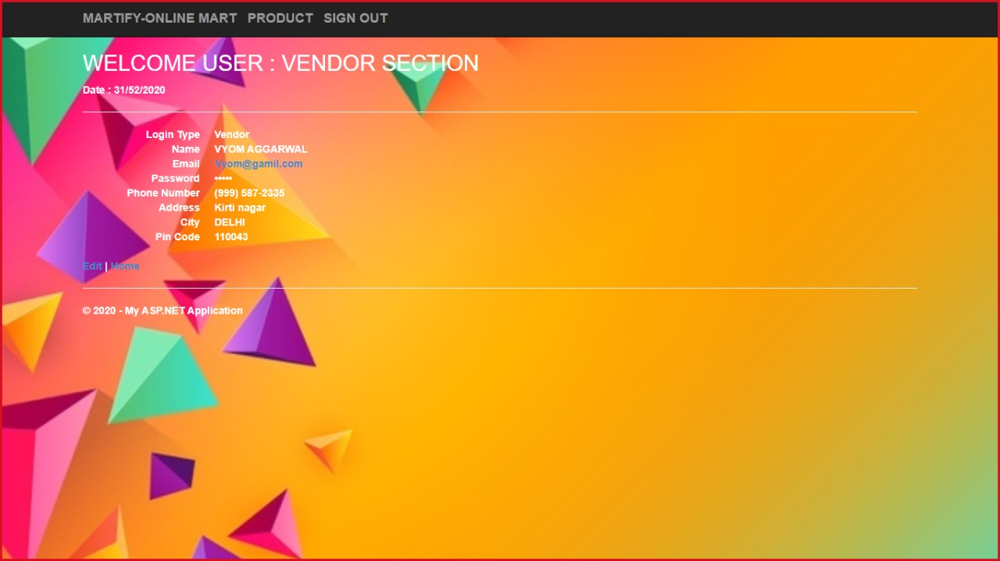 MARTIFY-ONLINE MART PRODUCT SIGN OUT
WELCOME USER : VENDOR SECTION
Date : 31/52/2020
Login Type Vendor
Name VYOM AGGARWAL
Email Vyom@gamil.com
Password •••••
Phone Number (999) 587-2335
Address Kirti nagar
City DELHI
Pin Code 110043
Edit | Home
© 2020 - My ASP.NET Application